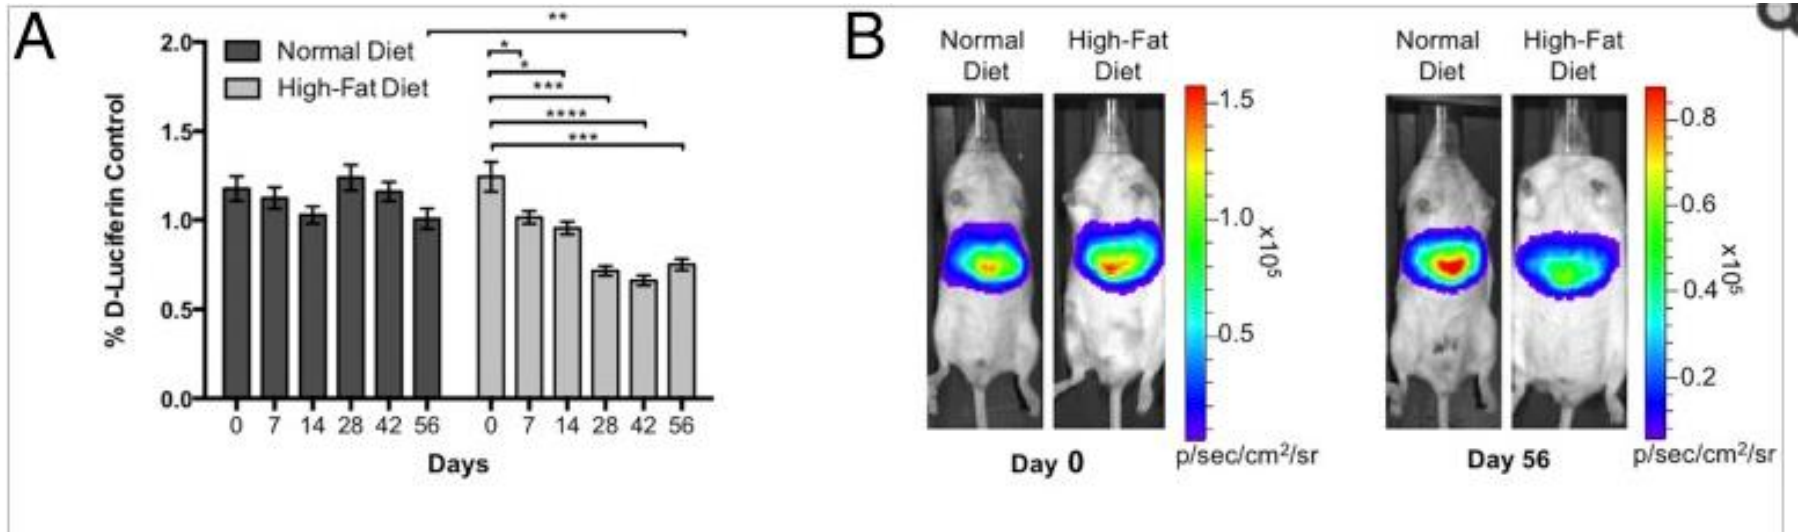 A
**
2.0
Normal Diet
High-Fat Diet
*
*
***
****
***
1.5
1.0
0.5
0.0
% D-Luciferin Control
0 7 14 28 42 56 0 7 14 28 42 56
Days
B
Normal Diet
High-Fat Diet
1.5
1.0
0.5
x10⁵
p/sec/cm²/sr
Day 0
Normal Diet
High-Fat Diet
0.8
0.6
0.4
0.2
x10⁵
p/sec/cm²/sr
Day 56